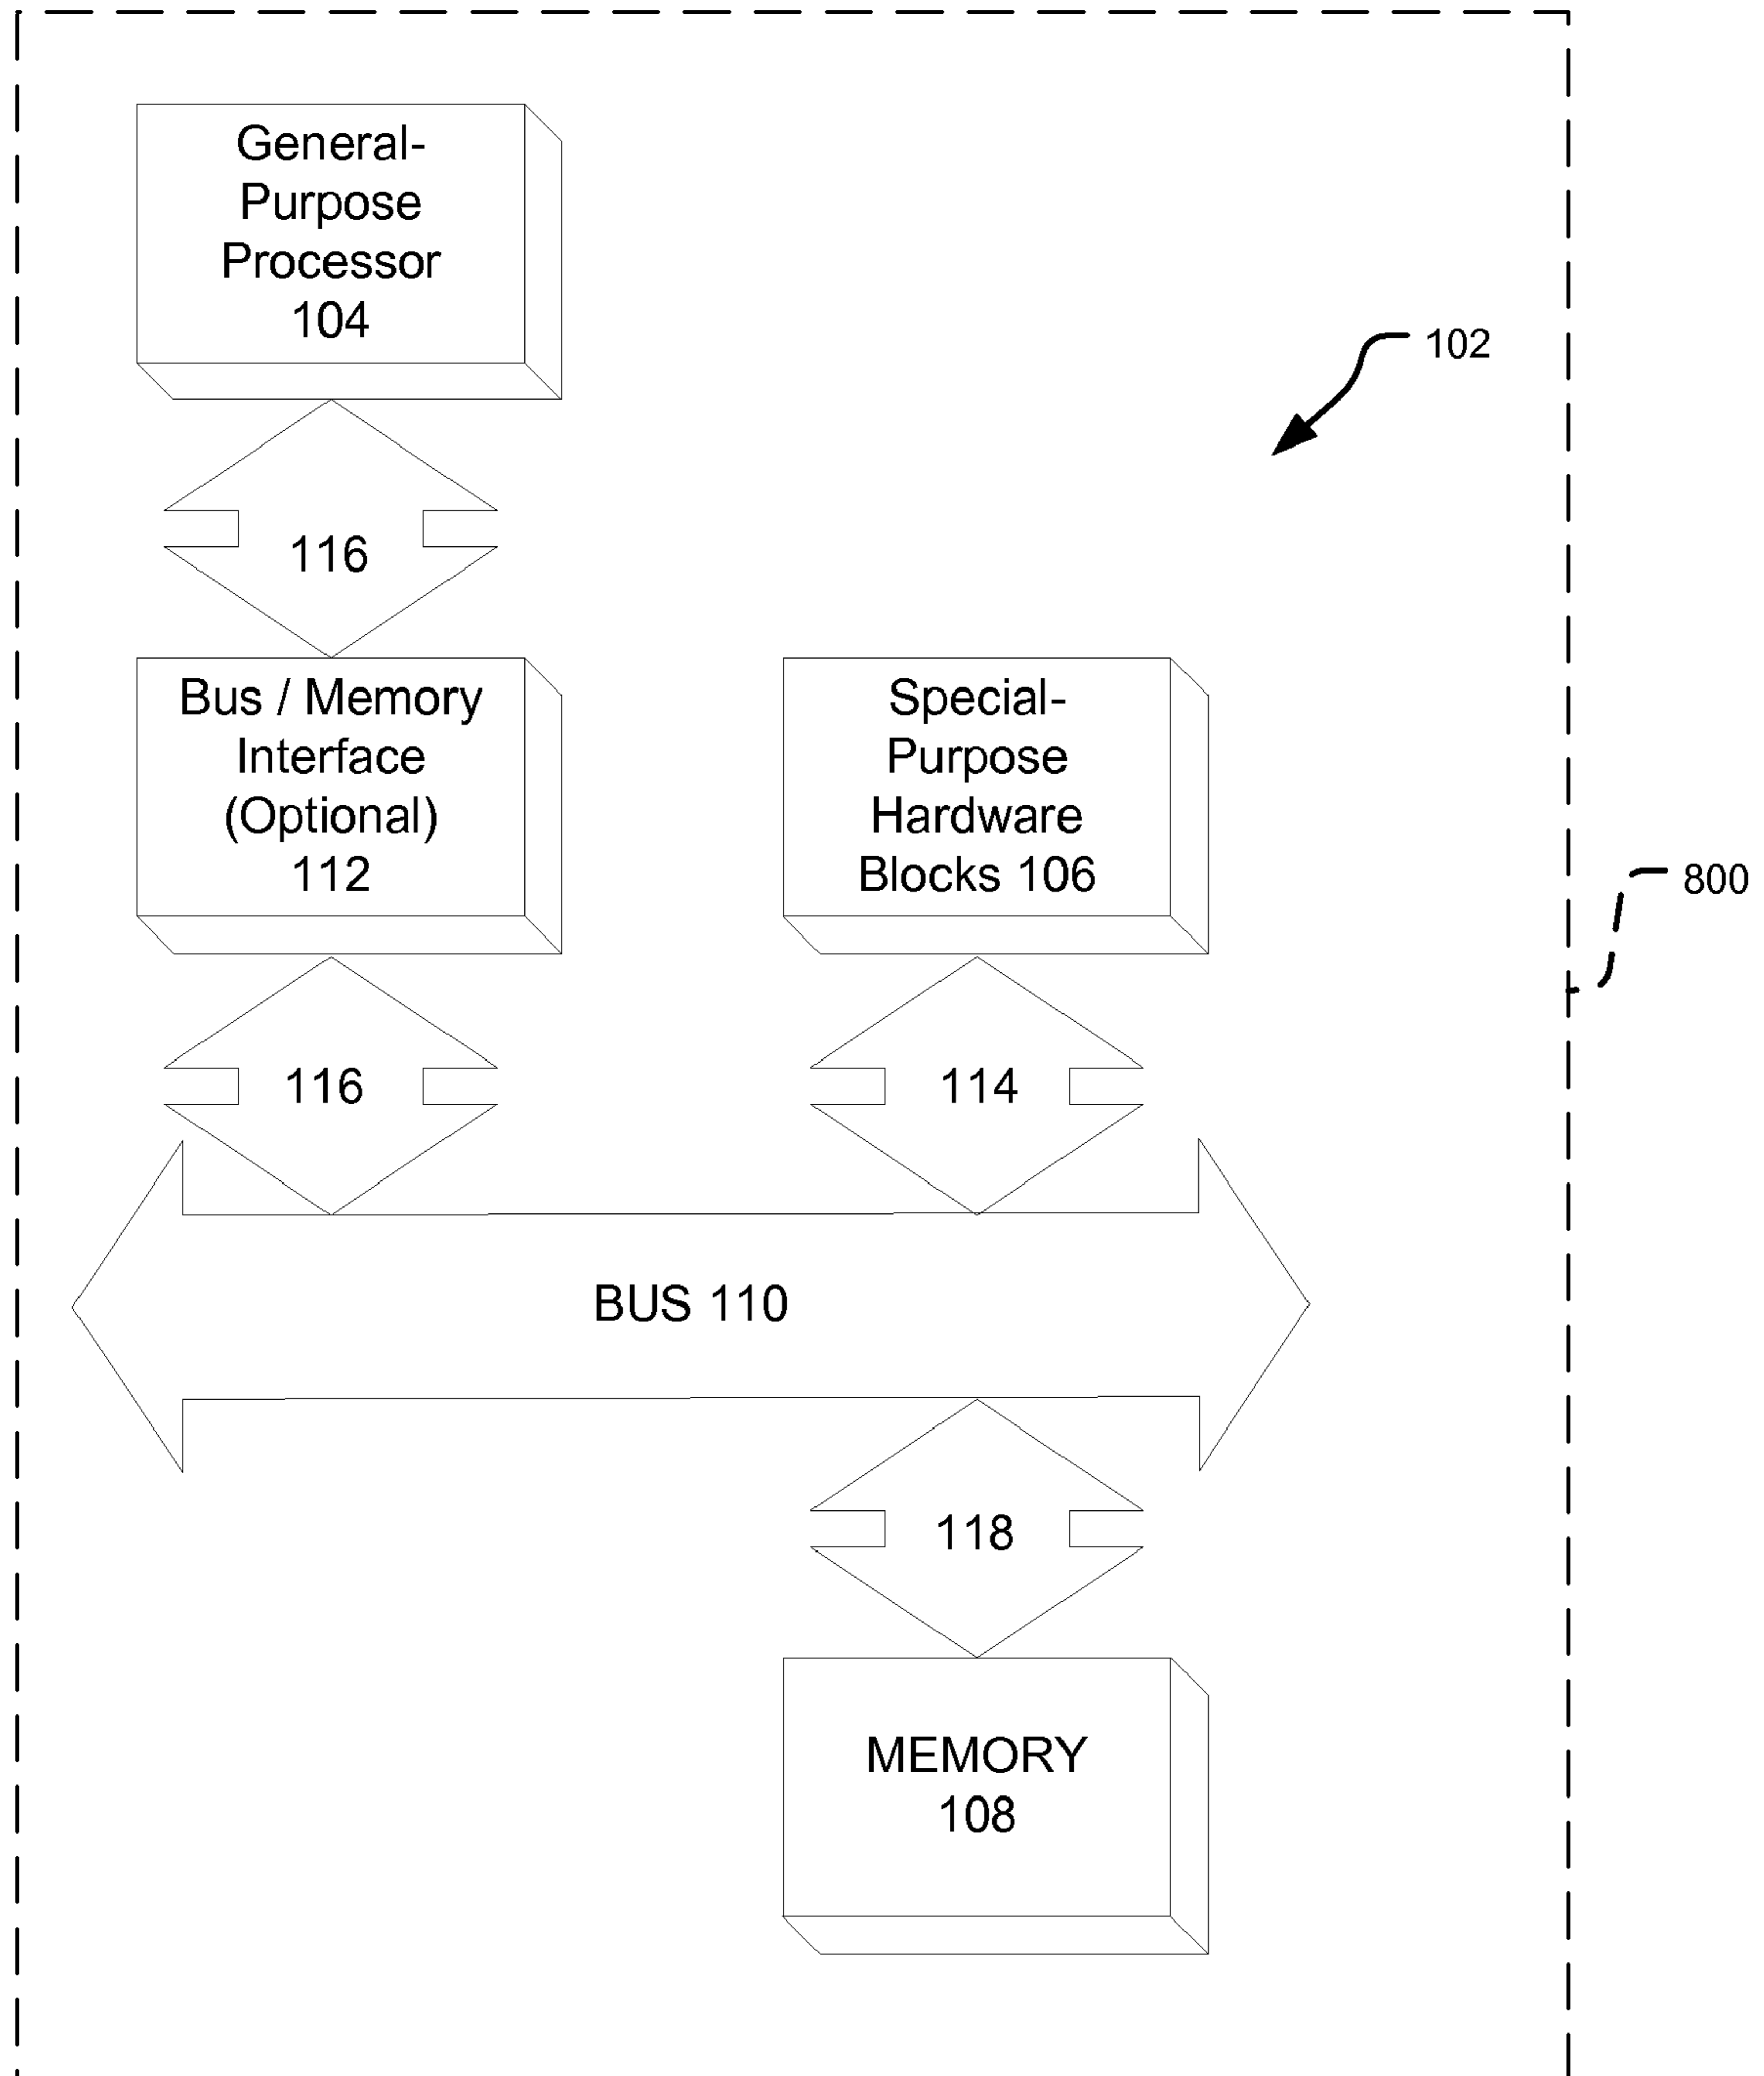 General-
Purpose
Processor
104
102
116
Bus / Memory
Interface
(Optional)
112
Special-
Purpose
Hardware
Blocks 106
800
116
114
BUS 110
118
MEMORY
108